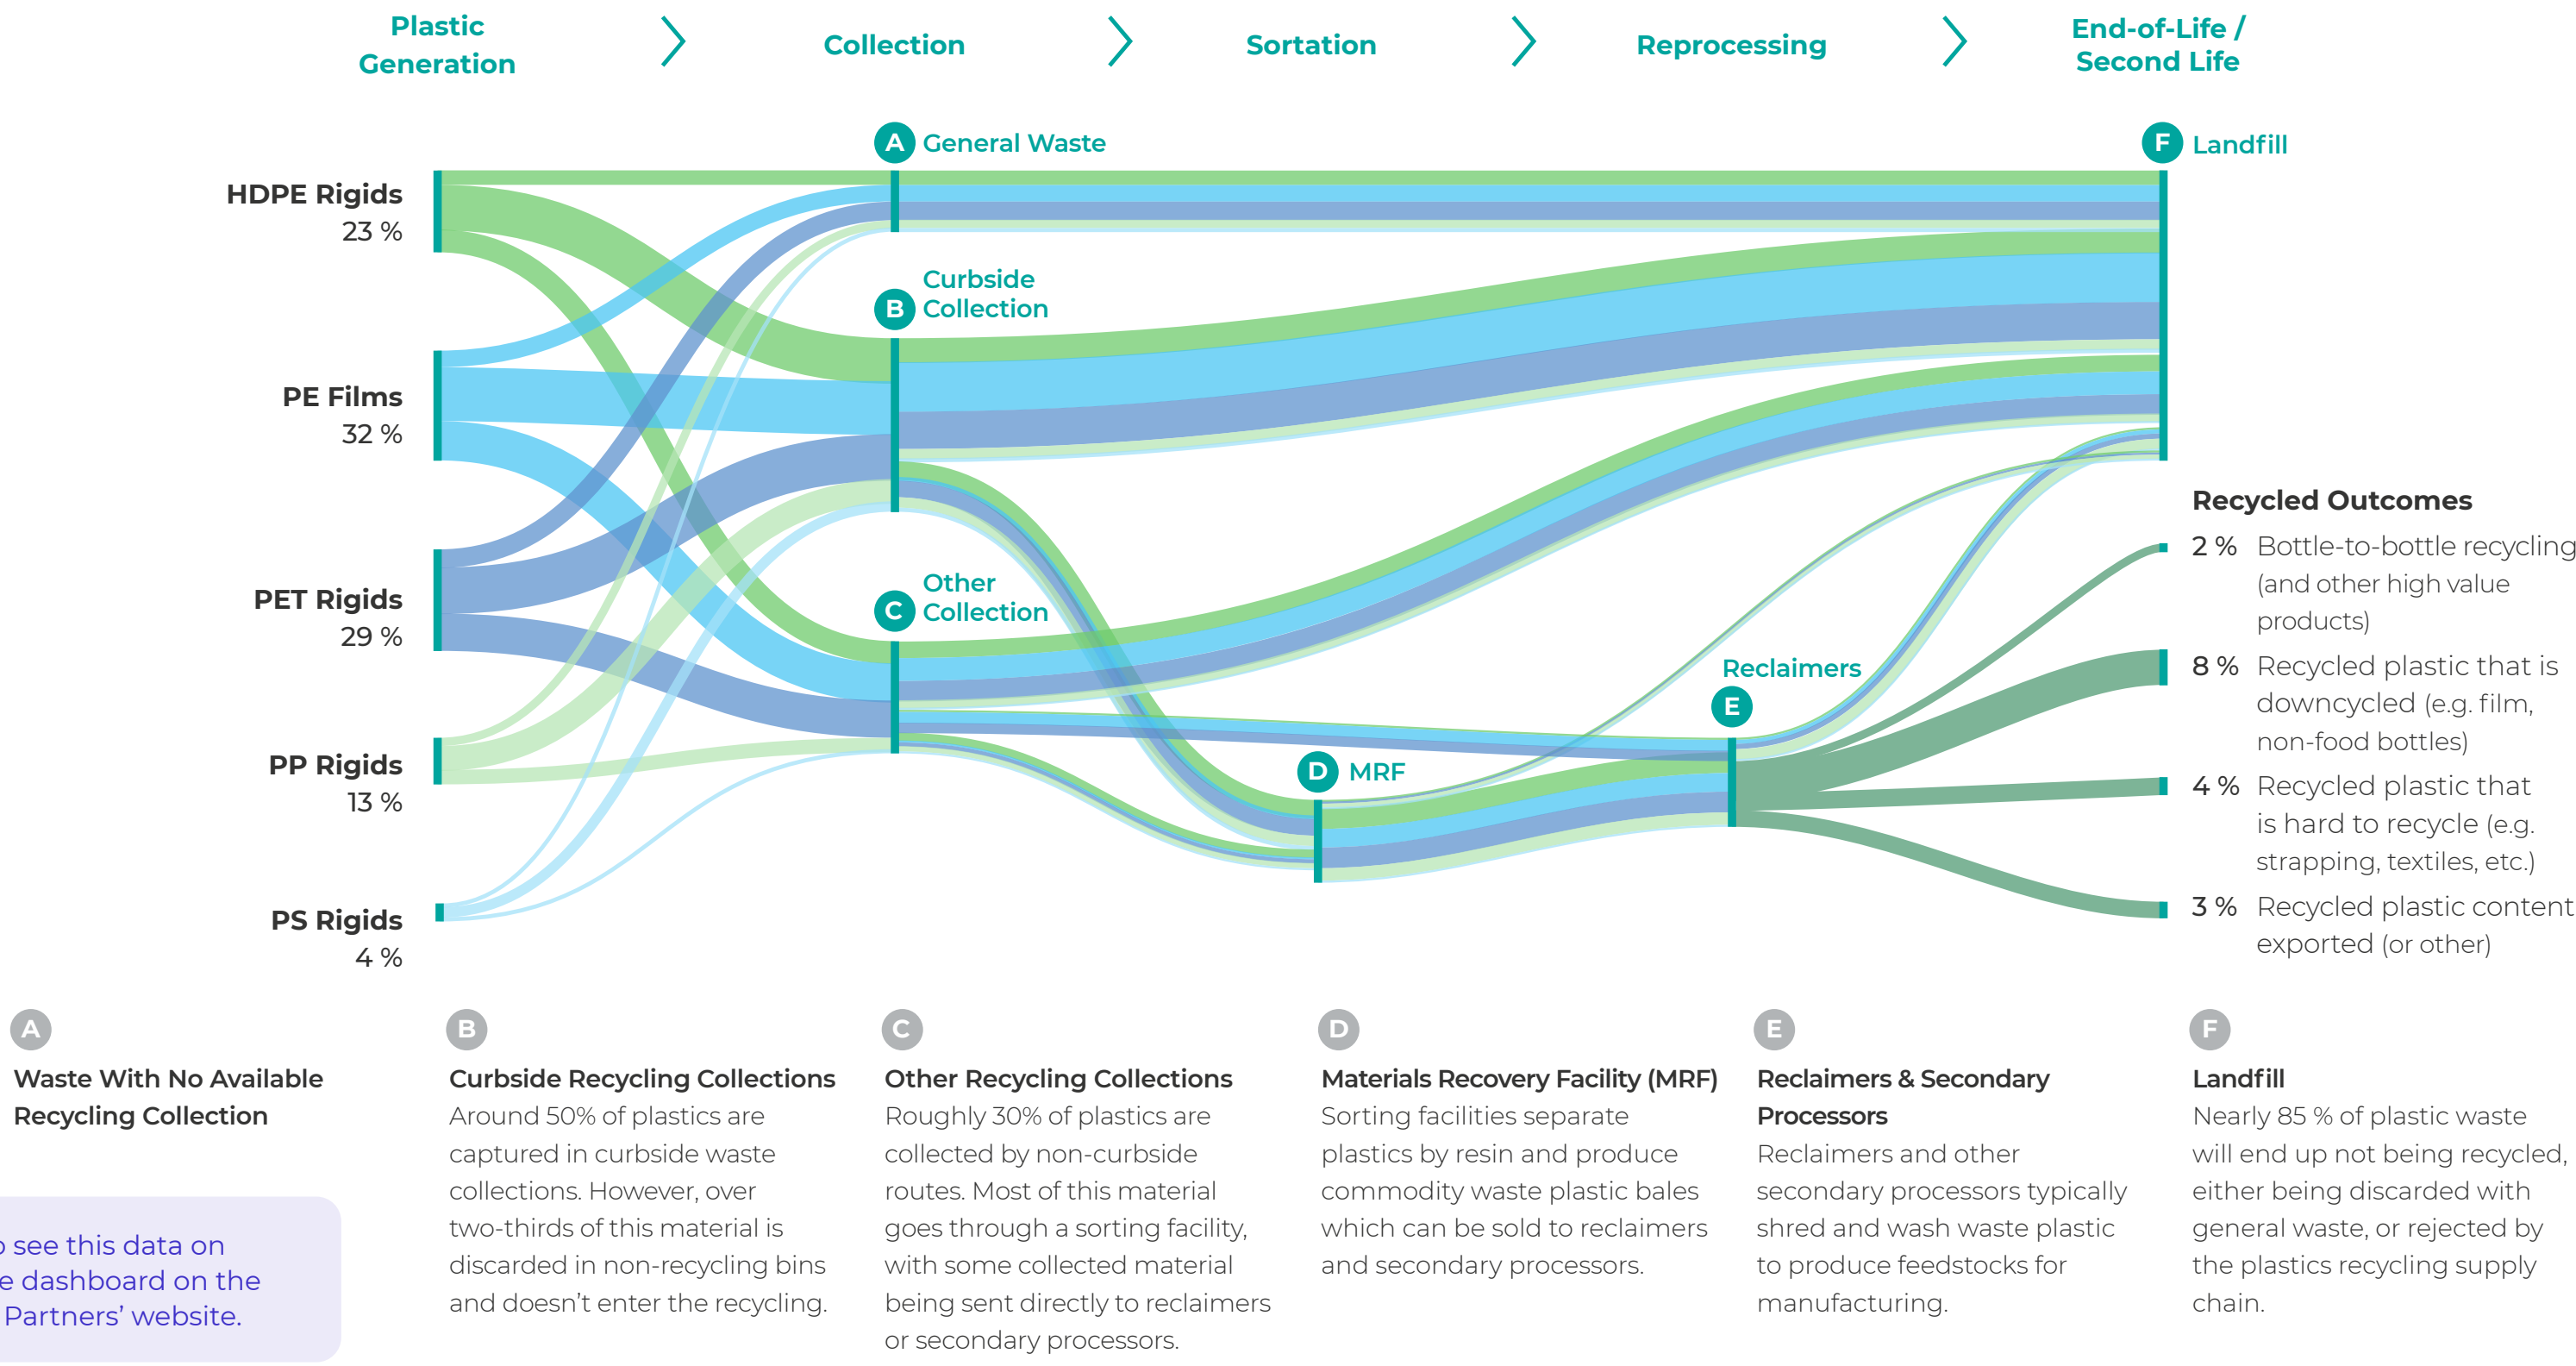 Plastic
Generation
Collection
Sortation
Reprocessing
End-of-Life /
Second Life
A General Waste
F Landfill
HDPE Rigids
23 %
B Curbside
Collection
PE Films
32 %
C Other
Collection
PET Rigids
29 %
PP Rigids
13 %
PS Rigids
4 %
D MRF
Reclaimers
E
Recycled Outcomes
2 % Bottle-to-bottle recycling
(and other high value
products)
8 % Recycled plastic that is
downcycled (e.g. film,
non-food bottles)
4 % Recycled plastic that
is hard to recycle (e.g.
strapping, textiles, etc.)
3 % Recycled plastic content
exported (or other)
A
Waste With No Available
Recycling Collection
see this data on
dashboard on the
Partners’ website.
B
Curbside Recycling Collections
Around 50% of plastics are
captured in curbside waste
collections. However, over
two-thirds of this material is
discarded in non-recycling bins
and doesn’t enter the recycling.
C
Other Recycling Collections
Roughly 30% of plastics are
collected by non-curbside
routes. Most of this material
goes through a sorting facility,
with some collected material
being sent directly to reclaimers
or secondary processors.
D
Materials Recovery Facility (MRF)
Sorting facilities separate
plastics by resin and produce
commodity waste plastic bales
which can be sold to reclaimers
and secondary processors.
E
Reclaimers & Secondary
Processors
Reclaimers and other
secondary processors typically
shred and wash waste plastic
to produce feedstocks for
manufacturing.
F
Landfill
Nearly 85 % of plastic waste
will end up not being recycled,
either being discarded with
general waste, or rejected by
the plastics recycling supply
chain.